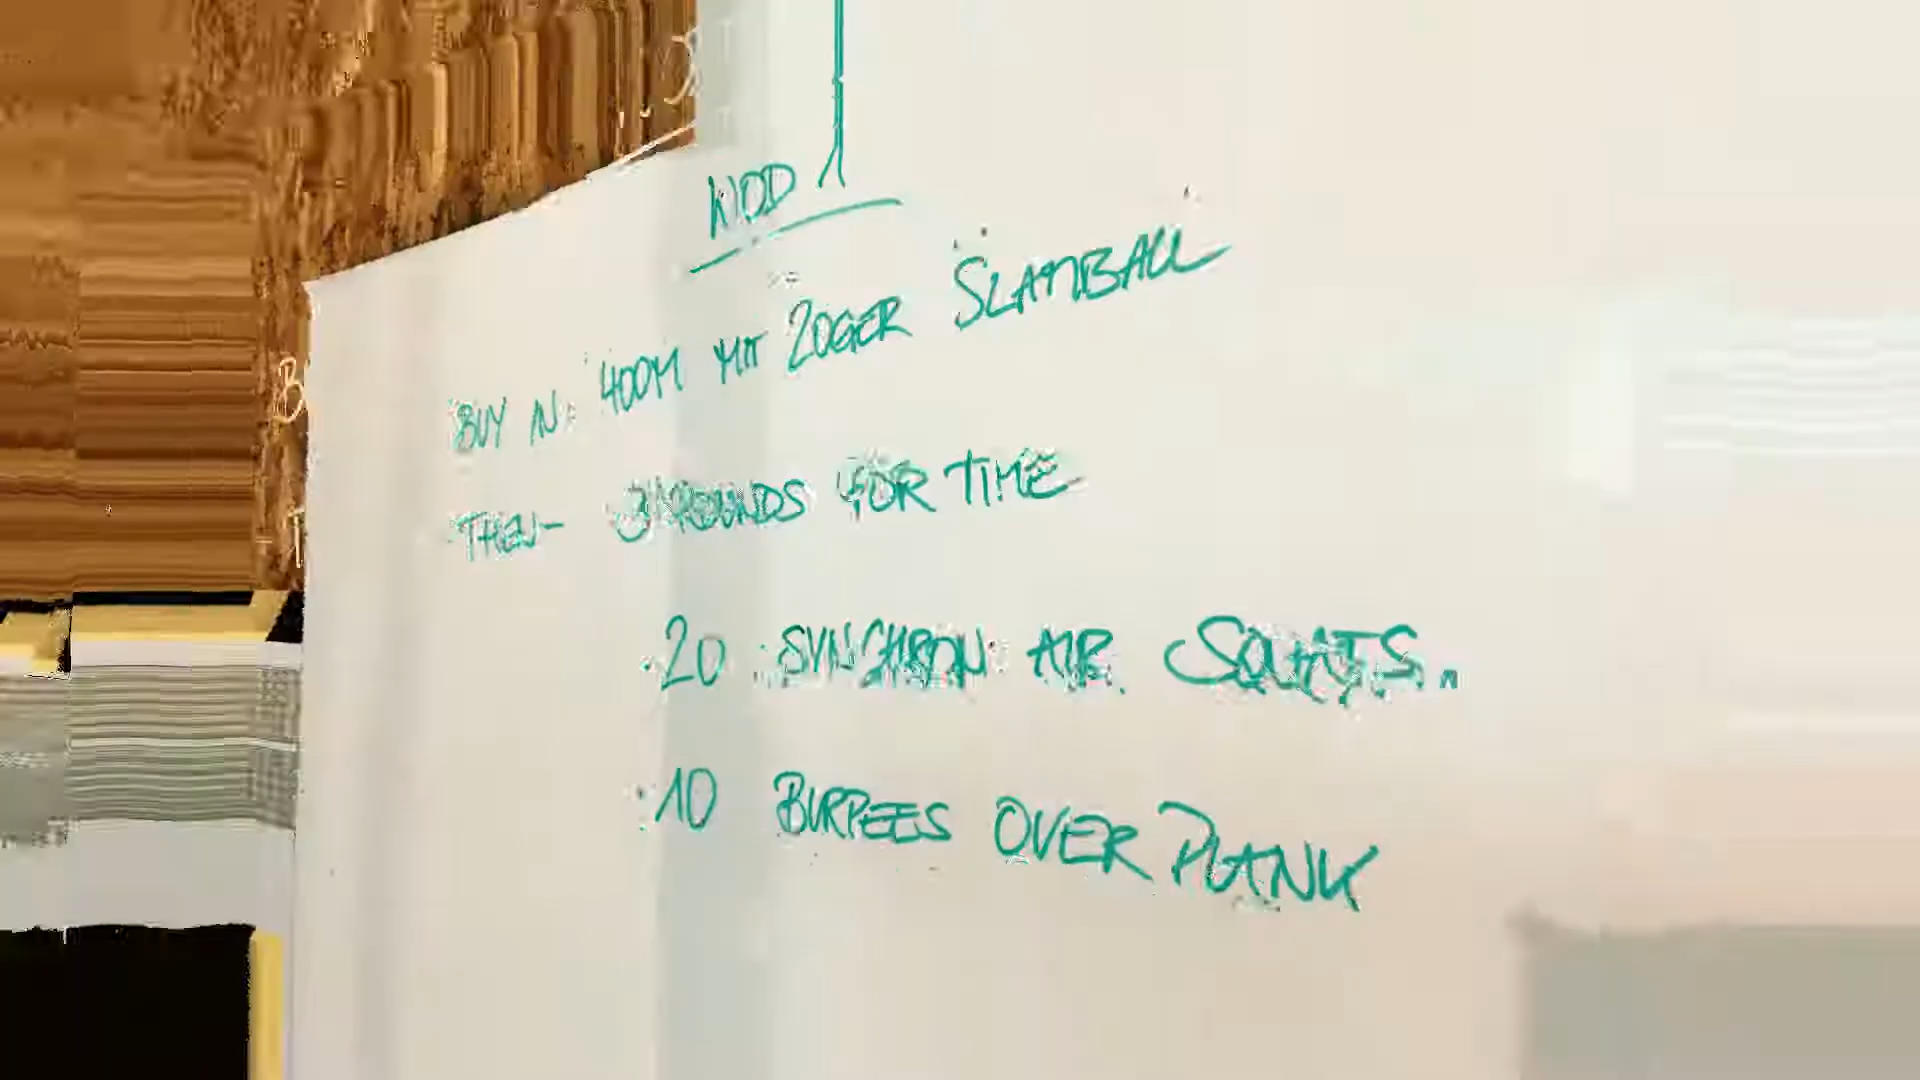 WOD
BUY IN: 400M MIT 20GER SLAMBALL
THEN- 3 ROUNDS FOR TIME
20 SYNCHRON AIR SQUATS.
10 BURPEES OVER PLANK